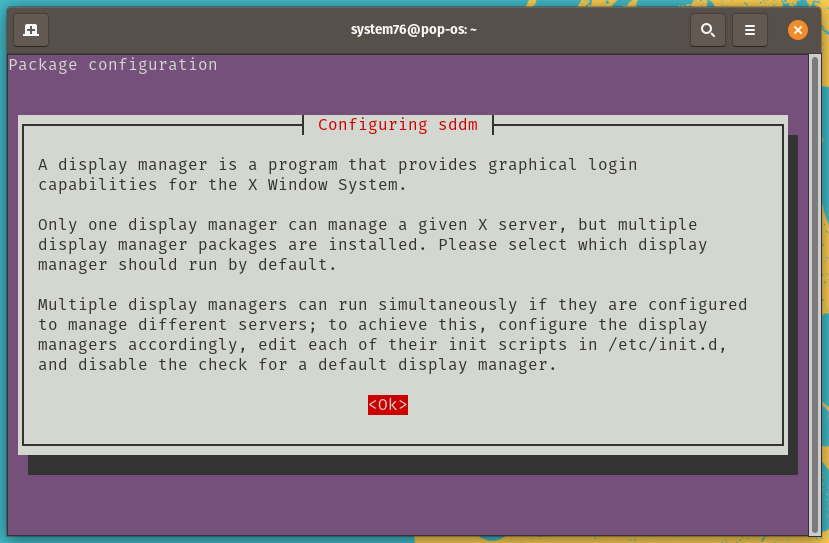 system76@pop-os: ~
Package configuration
Configuring sddm
A display manager is a program that provides graphical login
capabilities for the X Window System.
Only one display manager can manage a given X server, but multiple
display manager packages are installed. Please select which display
manager should run by default.
Multiple display managers can run simultaneously if they are configured
to manage different servers; to achieve this, configure the display
managers accordingly, edit each of their init scripts in /etc/init.d,
and disable the check for a default display manager.
<Ok>